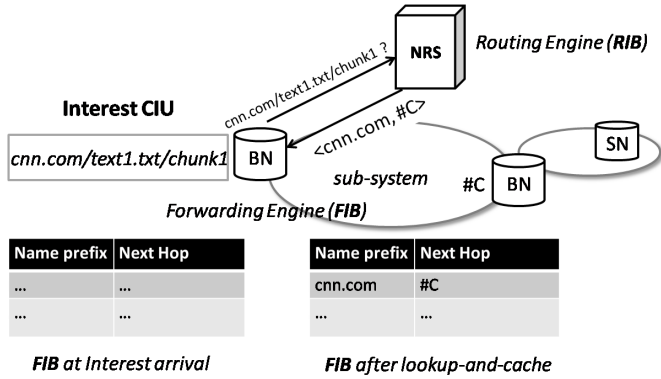 cnn.com/text1.txt/chunk1 ?
NRS
Routing Engine (RIB)
Interest CIU
cnn.com/text1.txt/chunk1
BN
<cnn.com, #C>
sub-system
#C
BN
SN
Forwarding Engine (FIB)
Name prefix Next Hop
... ...
... ...
FIB at Interest arrival
Name prefix Next Hop
cnn.com #C
... ...
FIB after lookup-and-cache